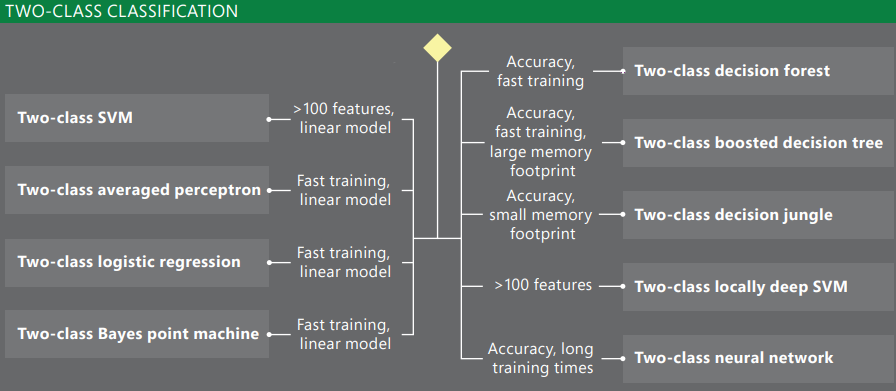 TWO-CLASS CLASSIFICATION
Two-class SVM
>100 features,
linear model
Two-class averaged perceptron
Fast training,
linear model
Two-class logistic regression
Fast training,
linear model
Two-class Bayes point machine
Fast training,
linear model
Accuracy,
fast training
Two-class decision forest
Accuracy,
fast training,
large memory
footprint
Two-class boosted decision tree
Accuracy,
small memory
footprint
Two-class decision jungle
>100 features
Two-class locally deep SVM
Accuracy, long
training times
Two-class neural network